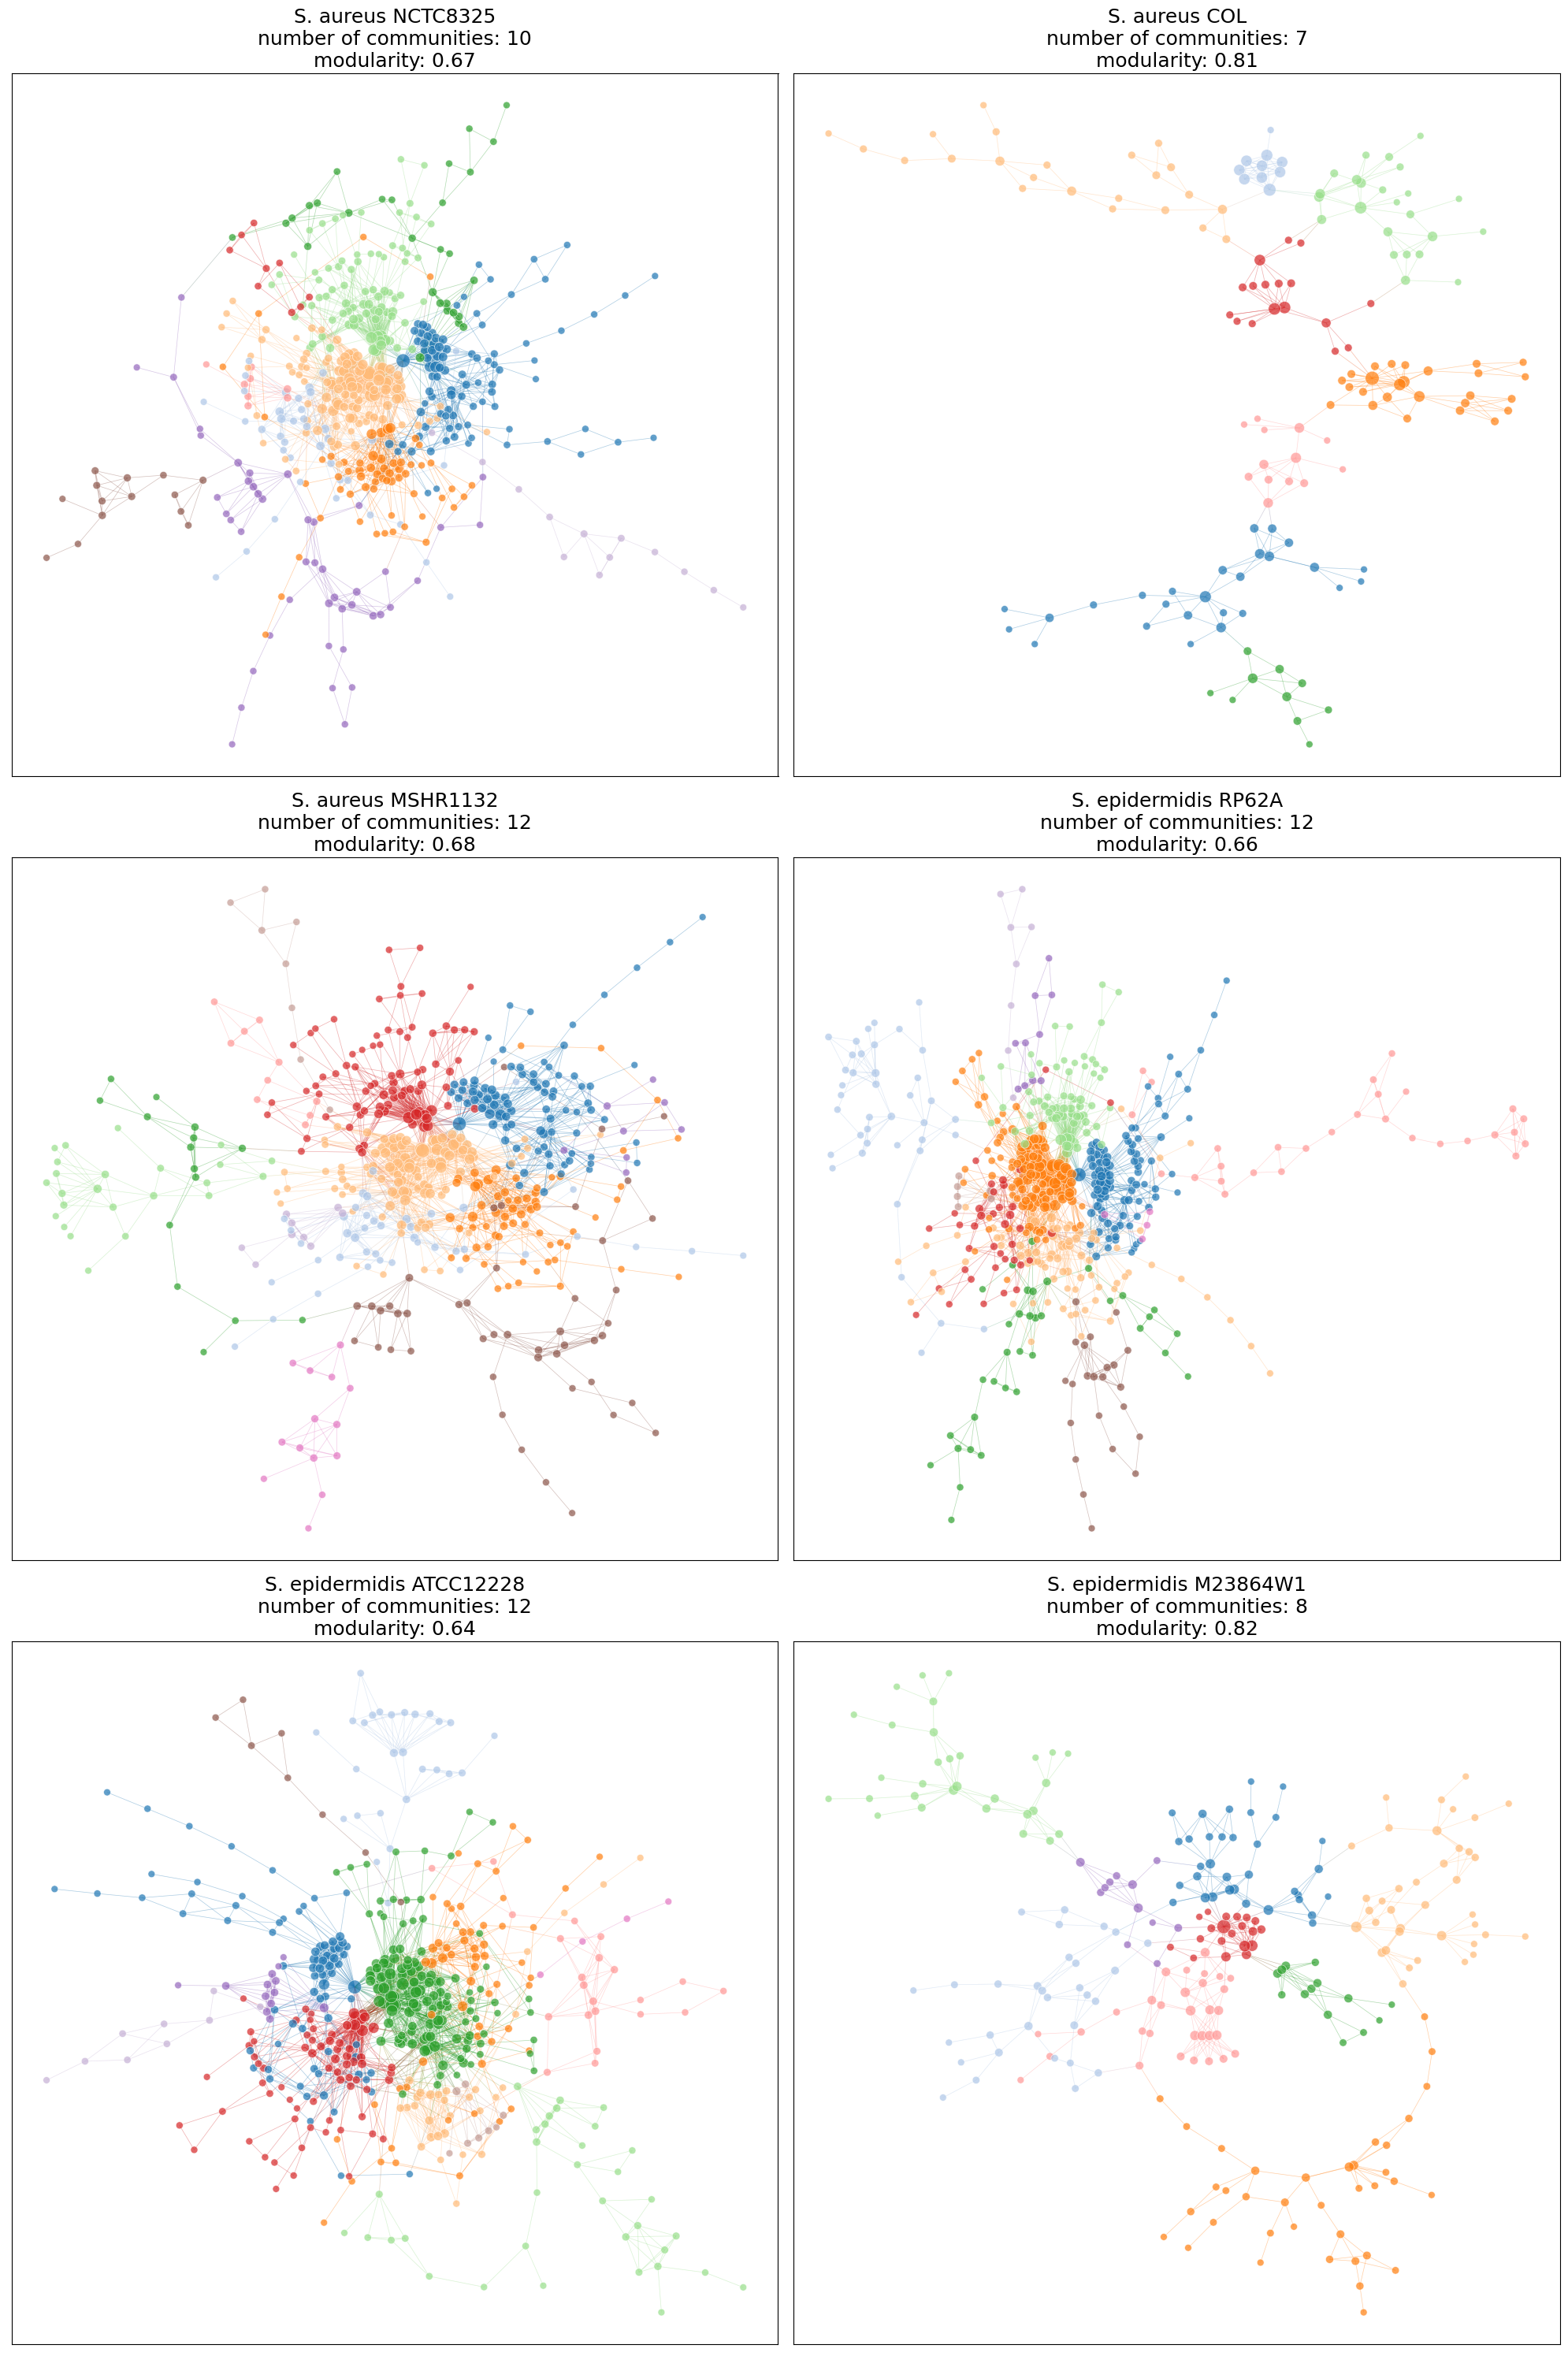 S. aureus NCTC8325
number of communities: 10
modularity: 0.67
S. aureus COL
number of communities: 7
modularity: 0.81
S. aureus MSHR1132
number of communities: 12
modularity: 0.68
S. epidermidis RP62A
number of communities: 12
modularity: 0.66
S. epidermidis ATCC12228
number of communities: 12
modularity: 0.64
S. epidermidis M23864W1
number of communities: 8
modularity: 0.82